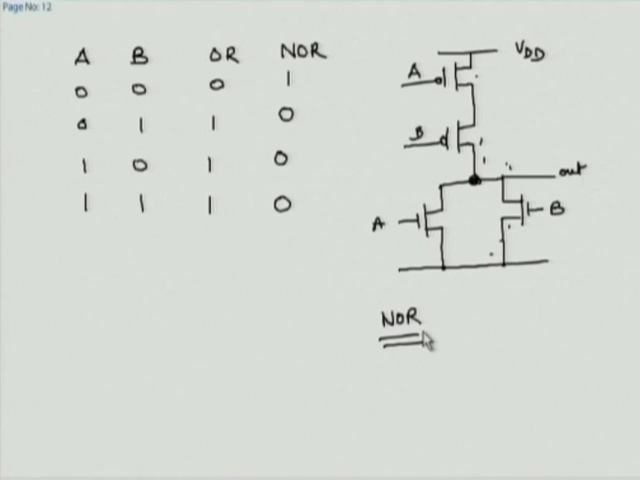 Page No: 12
A B OR NOR
0 0 0 1
0 1 1 0
1 0 1 0
1 1 1 0
VDD
A
B
out
A
B
NOR